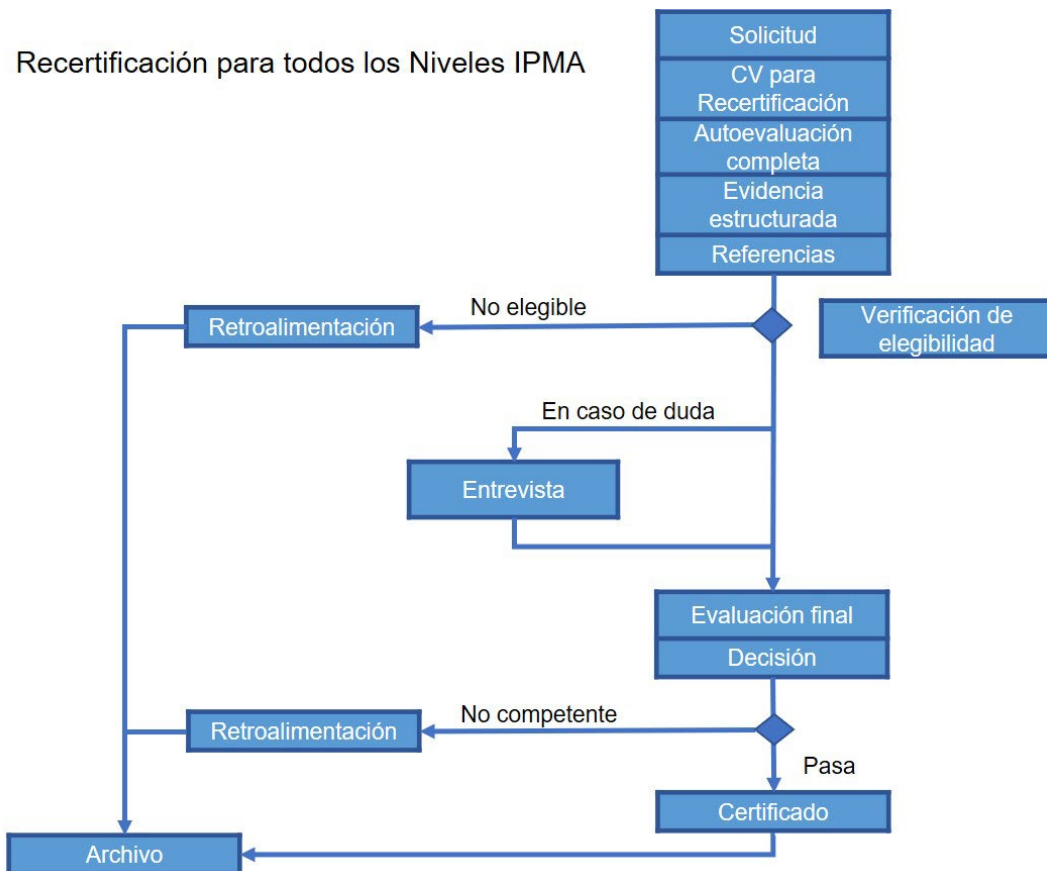 Solicitud
Recertificación para todos los Niveles IPMA
CV para
Recertificación
Autoevaluación
completa
Evidencia
estructurada
Referencias
No elegible
Retroalimentación
Verificación de
elegibilidad
En caso de duda
Entrevista
Evaluación final
Decisión
No competente
Retroalimentación
Pasa
Certificado
Archivo